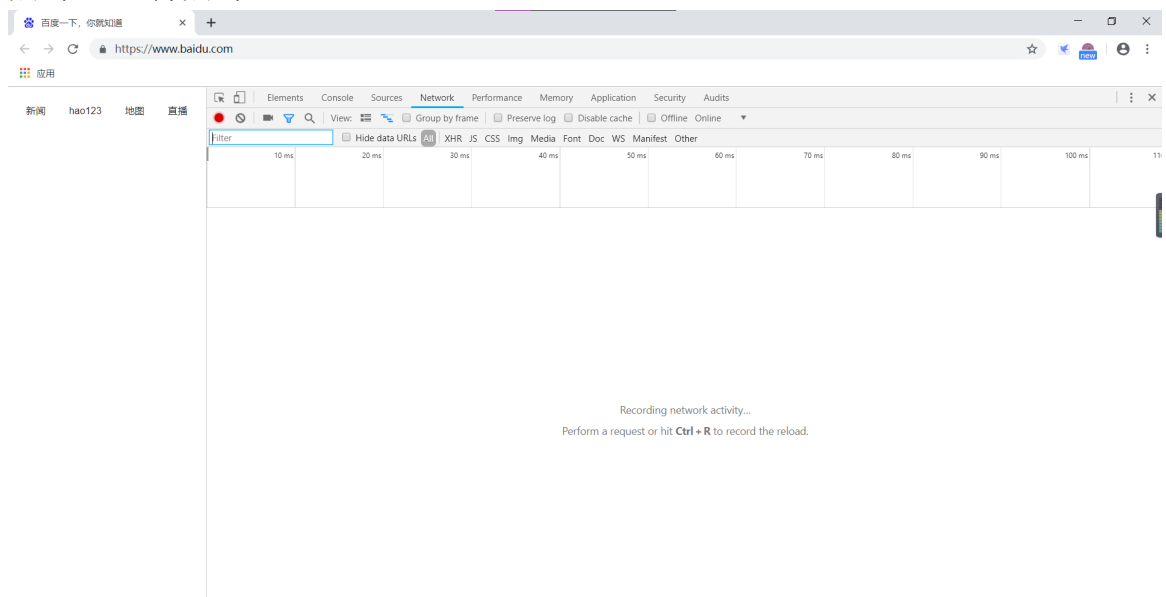 百度一下，你就知道
https://www.baidu.com
new
应用
新闻 hao123 地图 直播
Elements Console Sources Network Performance Memory Application Security Audits
View: Group by frame Preserve log Disable cache Offline Online
Filter Hide data URLs All XHR JS CSS Img Media Font Doc WS Manifest Other
10 ms 20 ms 30 ms 40 ms 50 ms 60 ms 70 ms 80 ms 90 ms 100 ms
Recording network activity...
Perform a request or hit Ctrl + R to record the reload.